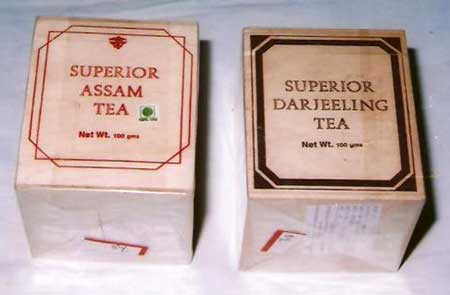 SUPERIOR
ASSAM
TEA
Net Wt. 100 gms
SUPERIOR
DARJEELING
TEA
Net Wt. 100 gms